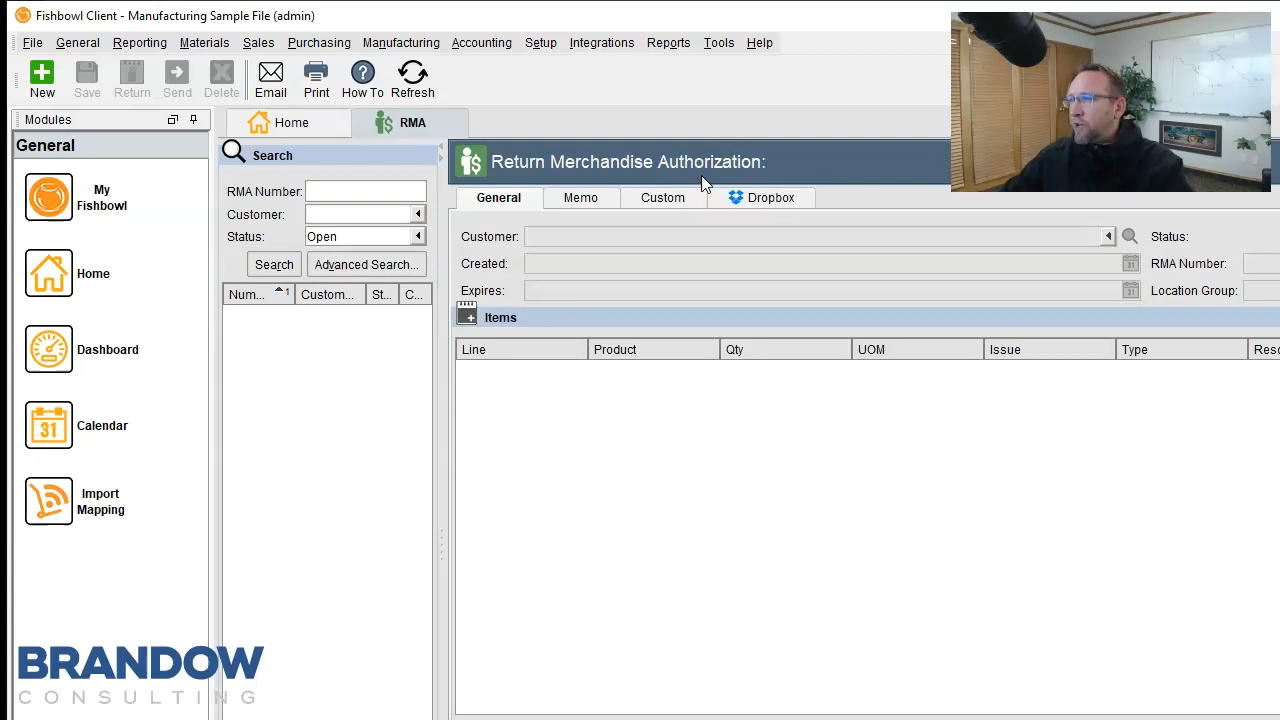 Fishbowl Client - Manufacturing Sample File (admin)
File General Reporting Materials Sales Purchasing Manufacturing Accounting Setup Integrations Reports Tools Help
New Save Return Send Delete Email Print How To Refresh
Modules
General
My
Fishbowl
Home
Dashboard
31
Calendar
Import
Mapping
Home
RMA
Search
RMA Number:
Customer:
Status: Open
Search Advanced Search...
Num... 1 Custom... St... C...
Return Merchandise Authorization:
General Memo Custom Dropbox
Customer: Status:
Created: 31 RMA Number:
Expires: 31 Location Group:
Items
Line Product Qty UOM Issue Type Reso
BRANDOW
CONSULTING